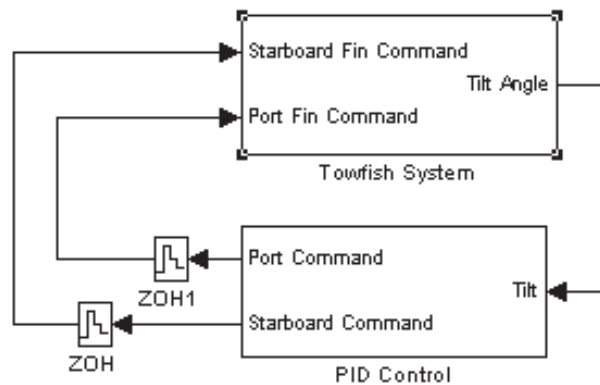 Starboard Fin Command
Tilt Angle
Port Fin Command
Towfish System
Port Command
ZOH1
Tilt
Starboard Command
ZOH
PID Control